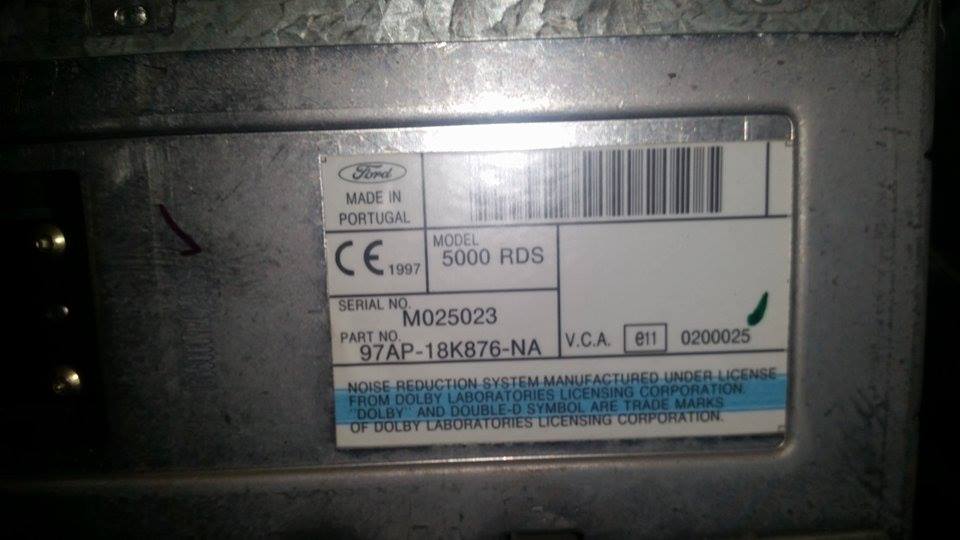 Ford
MADE IN
PORTUGAL
CE 1997
MODEL
5000 RDS
SERIAL NO.
M025023
PART NO.
97AP-18K876-NA
V.C.A. e11 0200025
NOISE REDUCTION SYSTEM MANUFACTURED UNDER LICENSE
FROM DOLBY LABORATORIES LICENSING CORPORATION.
"DOLBY" AND DOUBLE-D SYMBOL ARE TRADE MARKS
OF DOLBY LABORATORIES LICENSING CORPORATION.